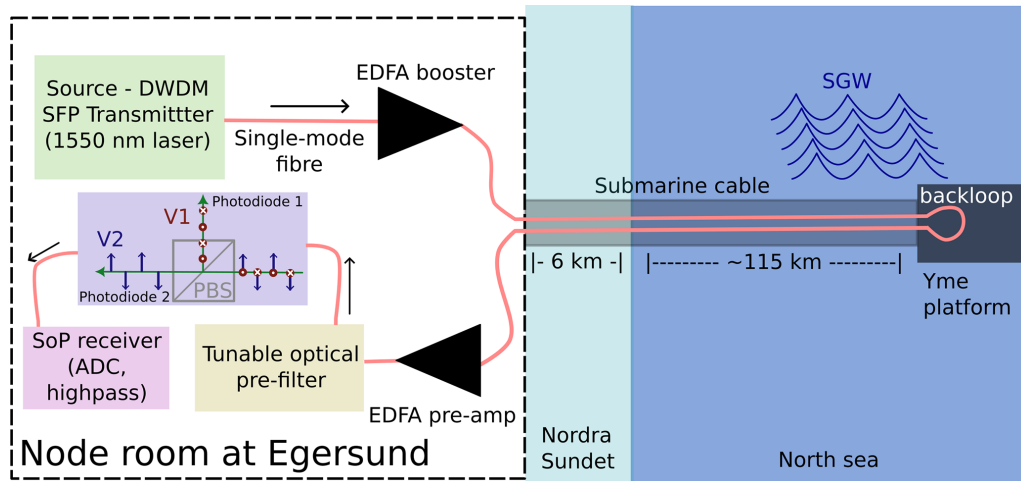 Source - DWDM
SFP Transmittter
(1550 nm laser)
EDFA booster
Single-mode
fibre
SGW
Submarine cable
backloop
|- 6 km -|
|--------- ~115 km ---------|
Yme
platform
Photodiode 1
V1
V2
PBS
Photodiode 2
SoP receiver
(ADC,
highpass)
Tunable optical
pre-filter
EDFA pre-amp
Node room at Egersund
Nordra
Sundet
North sea